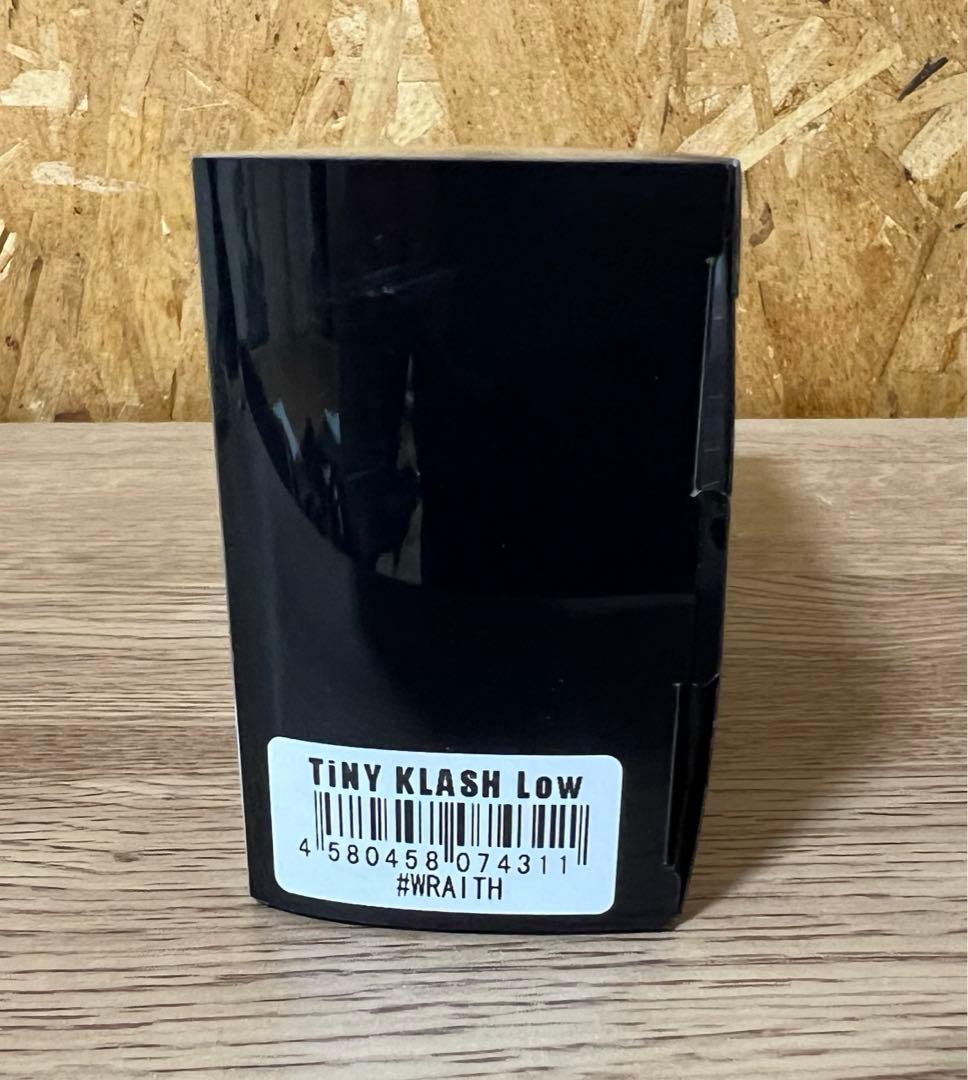 TiNY KLASH Low
4 580458 074311
#WRAITH